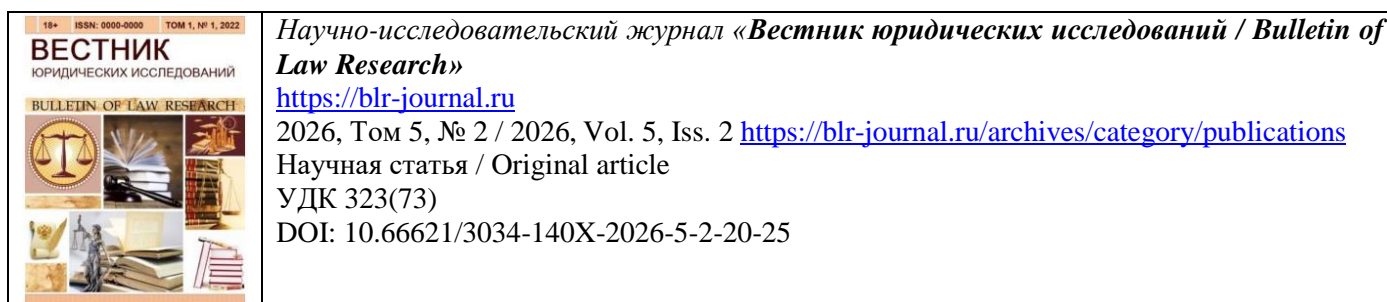 18+ ISSN: 0000-0000 ТОМ 1, № 1, 2022
ВЕСТНИК
ЮРИДИЧЕСКИХ ИССЛЕДОВАНИЙ
BULLETIN OF LAW RESEARCH
Научно-исследовательский журнал «Вестник юридических исследований / Bulletin of
Law Research»
https://blr-journal.ru
2026, Том 5, № 2 / 2026, Vol. 5, Iss. 2 https://blr-journal.ru/archives/category/publications
Научная статья / Original article
УДК 323(73)
DOI: 10.66621/3034-140X-2026-5-2-20-25